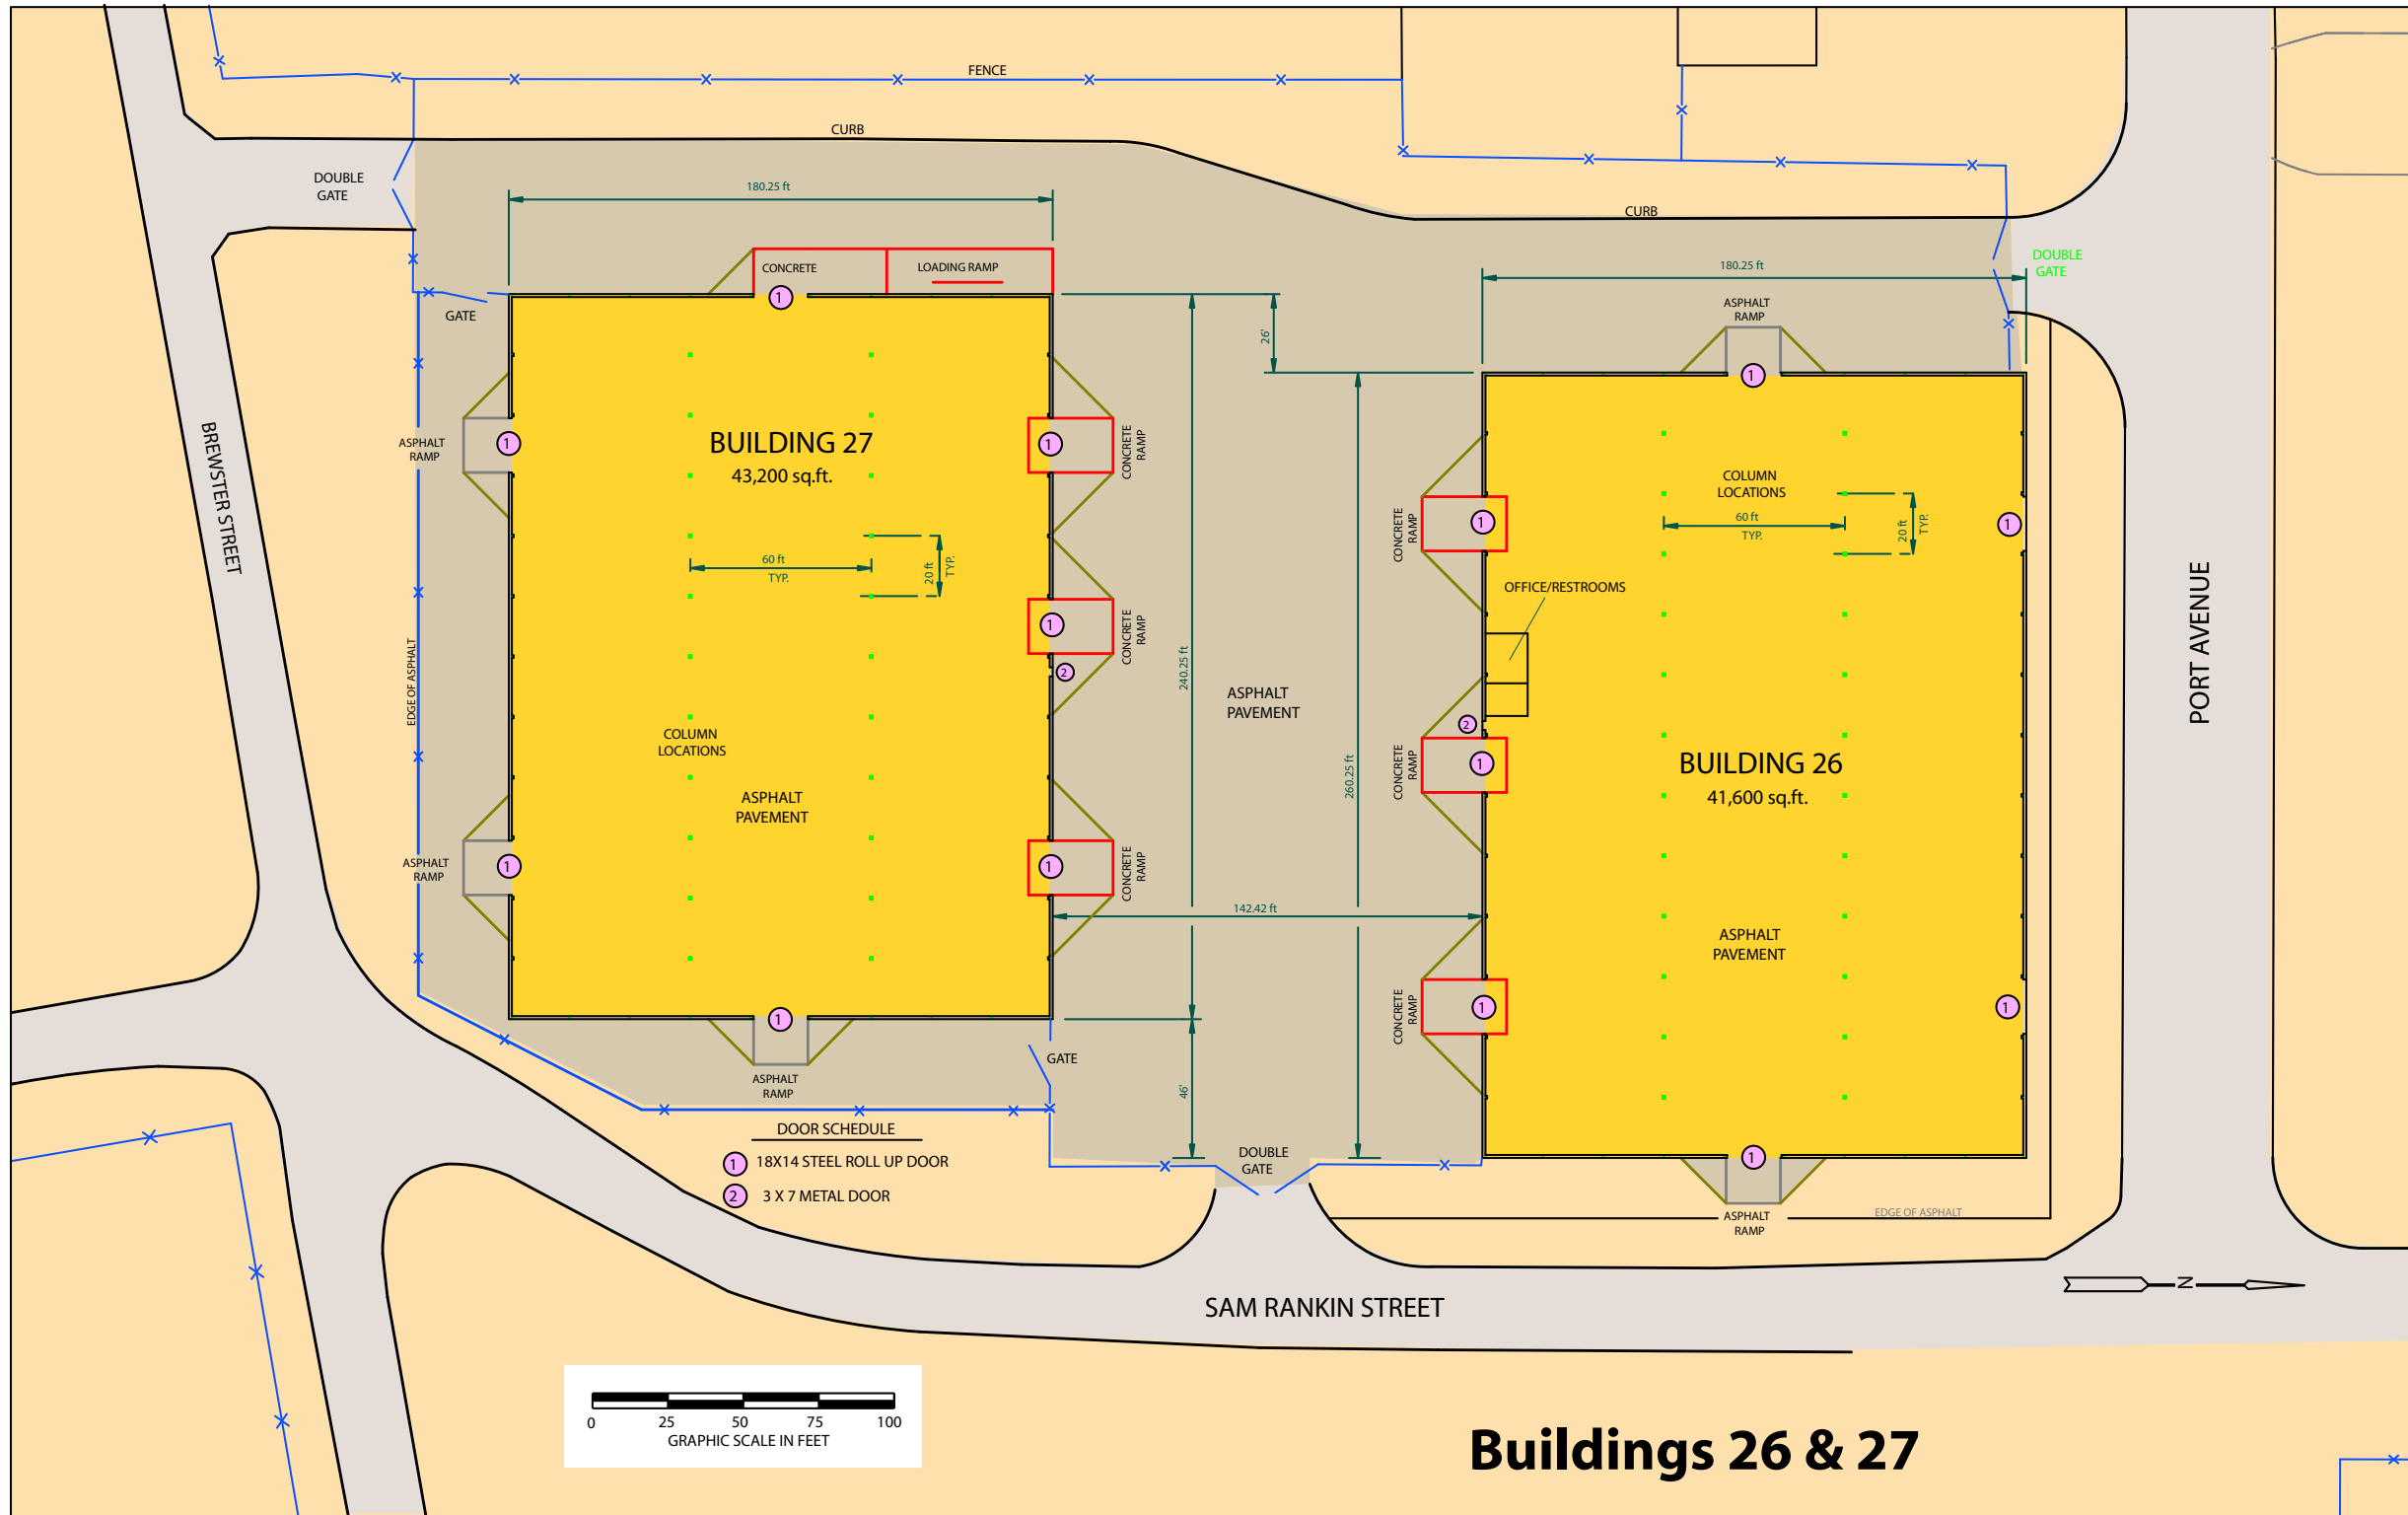 FENCE
CURB
DOUBLE
GATE
180.25 ft
CURB
DOUBLE
GATE
CONCRETE
LOADING RAMP
180.25 ft
1
GATE
26'
ASPHALT
RAMP
1
BREWSTER STREET
ASPHALT
RAMP
1
BUILDING 27
43,200 sq.ft.
1
CONCRETE
RAMP
COLUMN
LOCATIONS
60 ft
TYP.
20 ft
TYP.
CONCRETE
RAMP
1
1
60 ft
TYP.
20 ft
TYP.
OFFICE/RESTROOMS
1
CONCRETE
RAMP
2
EDGE OF ASPHALT
240.25 ft
ASPHALT
PAVEMENT
PORT AVENUE
COLUMN
LOCATIONS
2
260.25 ft
CONCRETE
RAMP
1
BUILDING 26
41,600 sq.ft.
ASPHALT
PAVEMENT
ASPHALT
RAMP
1
1
CONCRETE
RAMP
142.42 ft
ASPHALT
PAVEMENT
CONCRETE
RAMP
1
1
1
GATE
ASPHALT
RAMP
46'
DOOR SCHEDULE
1 18X14 STEEL ROLL UP DOOR
2 3 X 7 METAL DOOR
DOUBLE
GATE
1
ASPHALT
RAMP
EDGE OF ASPHALT
SAM RANKIN STREET
N
0 25 50 75 100
GRAPHIC SCALE IN FEET
Buildings 26 & 27